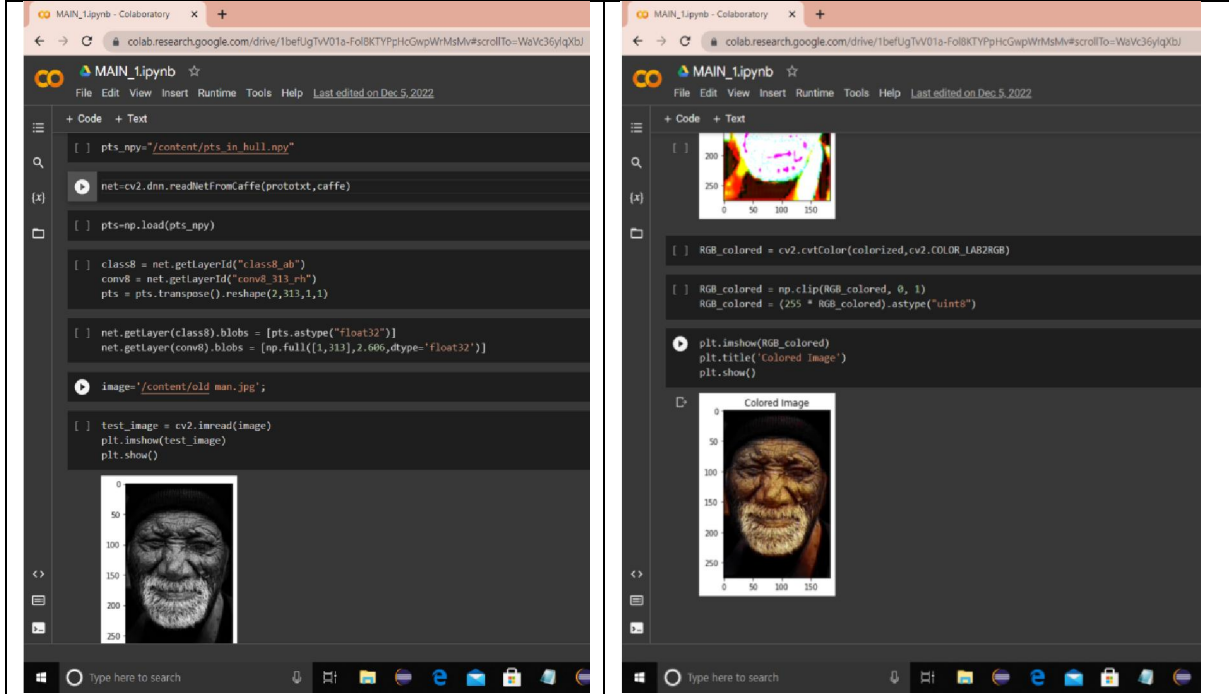 MAIN_1.ipynb - Colaboratory
colab.research.google.com/drive/1befUgTvV01a-Fol8KTYPpHcGwpWrMsMv#scrollTo=WaVc36ylqXbJ
MAIN_1.ipynb
File Edit View Insert Runtime Tools Help Last edited on Dec 5, 2022
+ Code + Text
[ ] pts_npy="/content/pts_in_hull.npy"
net=cv2.dnn.readNetFromCaffe(prototxt,caffe)
[ ] pts=np.load(pts_npy)
[ ] class8 = net.getLayerId("class8_ab")
conv8 = net.getLayerId("conv8_313_rh")
pts = pts.transpose().reshape(2,313,1,1)
[ ] net.getLayer(class8).blobs = [pts.astype("float32")]
net.getLayer(conv8).blobs = [np.full([1,313],2.606,dtype='float32')]
image='/content/old man.jpg';
[ ] test_image = cv2.imread(image)
plt.imshow(test_image)
plt.show()
0
50
100
150
200
250
Type here to search
MAIN_1.ipynb - Colaboratory
colab.research.google.com/drive/1befUgTvV01a-Fol8KTYPpHcGwpWrMsMv#scrollTo=WaVc36ylqXbJ
MAIN_1.ipynb
File Edit View Insert Runtime Tools Help Last edited on Dec 5, 2022
+ Code + Text
[ ]
200
250
0 50 100 150
[ ] RGB_colored = cv2.cvtColor(colorized,cv2.COLOR_LAB2RGB)
[ ] RGB_colored = np.clip(RGB_colored, 0, 1)
RGB_colored = (255 * RGB_colored).astype("uint8")
plt.imshow(RGB_colored)
plt.title('Colored Image')
plt.show()
Colored Image
0
50
100
150
200
250
0 50 100 150
Type here to search